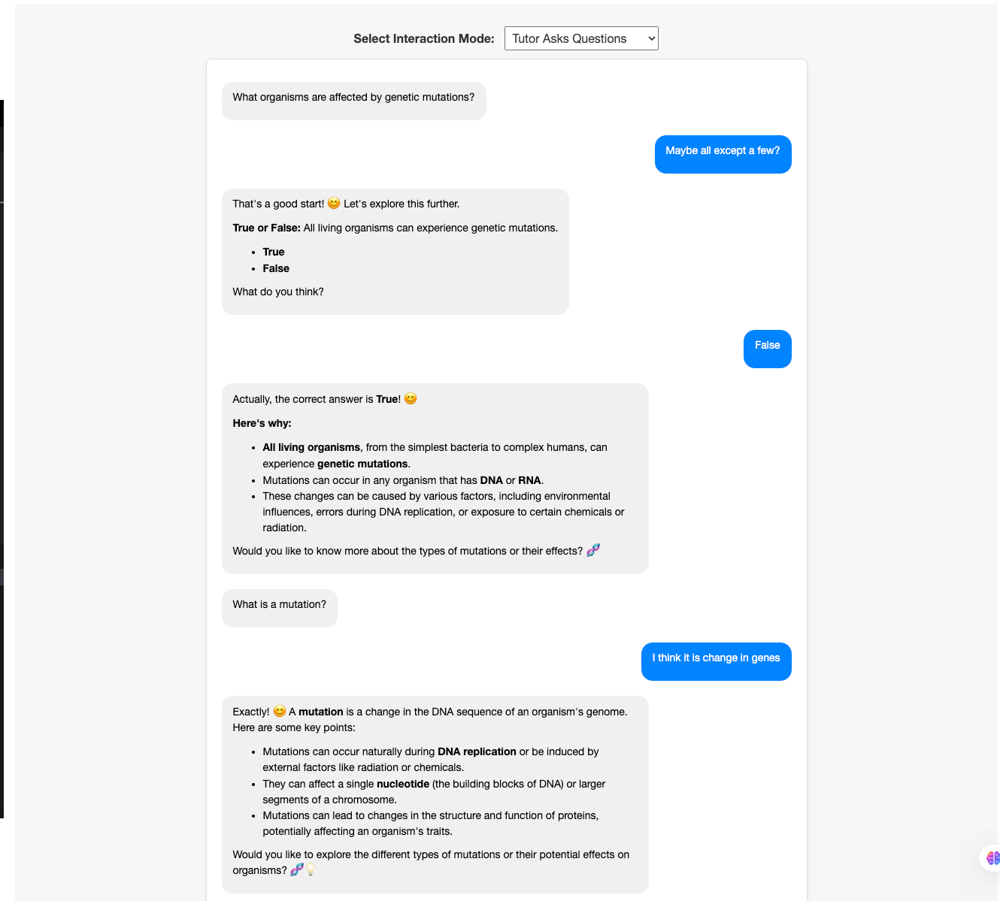 Select Interaction Mode: Tutor Asks Questions
What organisms are affected by genetic mutations?
Maybe all except a few?
That's a good start! 😊 Let's explore this further.
True or False: All living organisms can experience genetic mutations.
• True
• False
What do you think?
False
Actually, the correct answer is True! 😊
Here's why:
• All living organisms, from the simplest bacteria to complex humans, can
experience genetic mutations.
• Mutations can occur in any organism that has DNA or RNA.
• These changes can be caused by various factors, including environmental
influences, errors during DNA replication, or exposure to certain chemicals or
radiation.
Would you like to know more about the types of mutations or their effects? 🧬
What is a mutation?
I think it is change in genes
Exactly! 😊 A mutation is a change in the DNA sequence of an organism's genome.
Here are some key points:
• Mutations can occur naturally during DNA replication or be induced by
external factors like radiation or chemicals.
• They can affect a single nucleotide (the building blocks of DNA) or larger
segments of a chromosome.
• Mutations can lead to changes in the structure and function of proteins,
potentially affecting an organism's traits.
Would you like to explore the different types of mutations or their potential effects on
organisms? 🧬💡